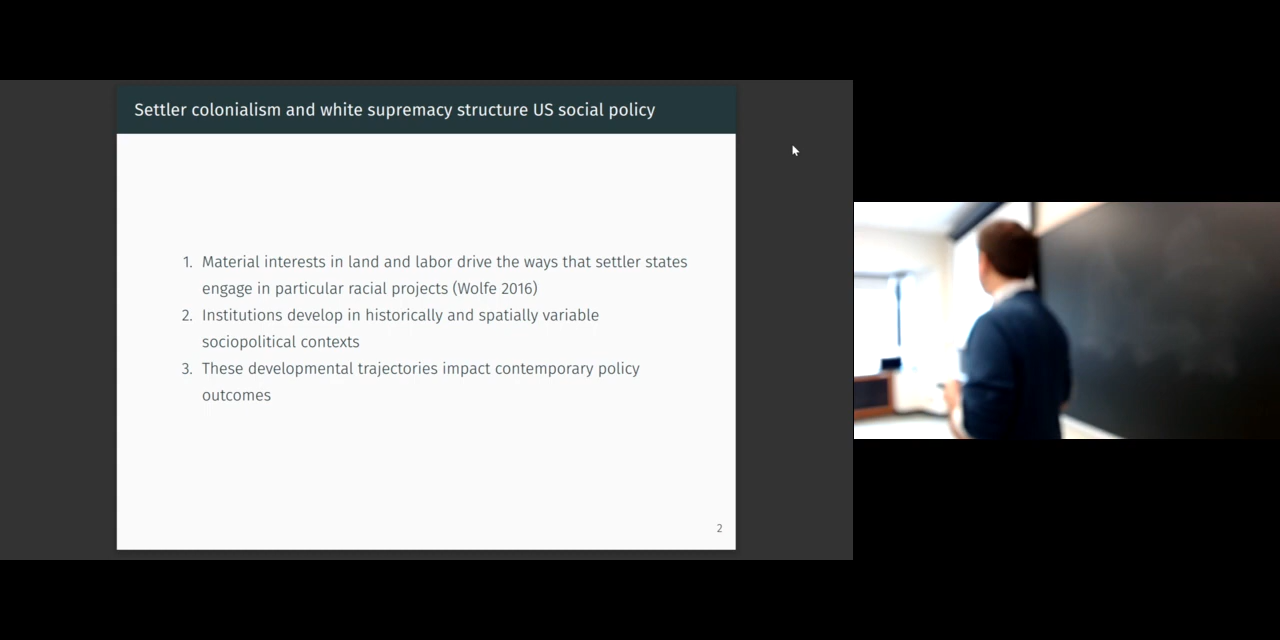 Settler colonialism and white supremacy structure US social policy
1. Material interests in land and labor drive the ways that settler states
engage in particular racial projects (Wolfe 2016)
2. Institutions develop in historically and spatially variable
sociopolitical contexts
3. These developmental trajectories impact contemporary policy
outcomes
2